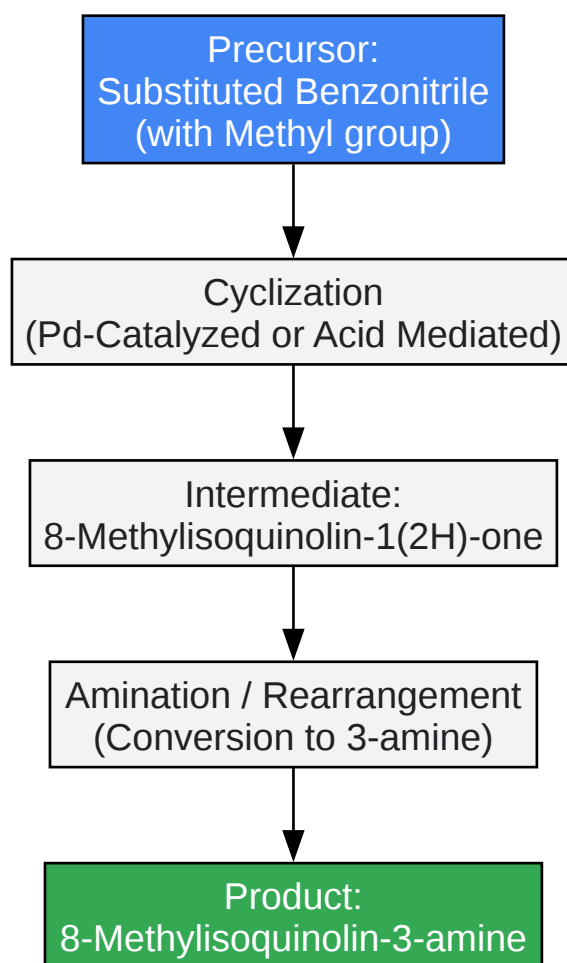 Precursor:
Substituted Benzonitrile
(with Methyl group)
Cyclization
(Pd-Catalyzed or Acid Mediated)
Intermediate:
8-Methylisoquinolin-1(2H)-one
Amination / Rearrangement
(Conversion to 3-amine)
Product:
8-Methylisoquinolin-3-amine